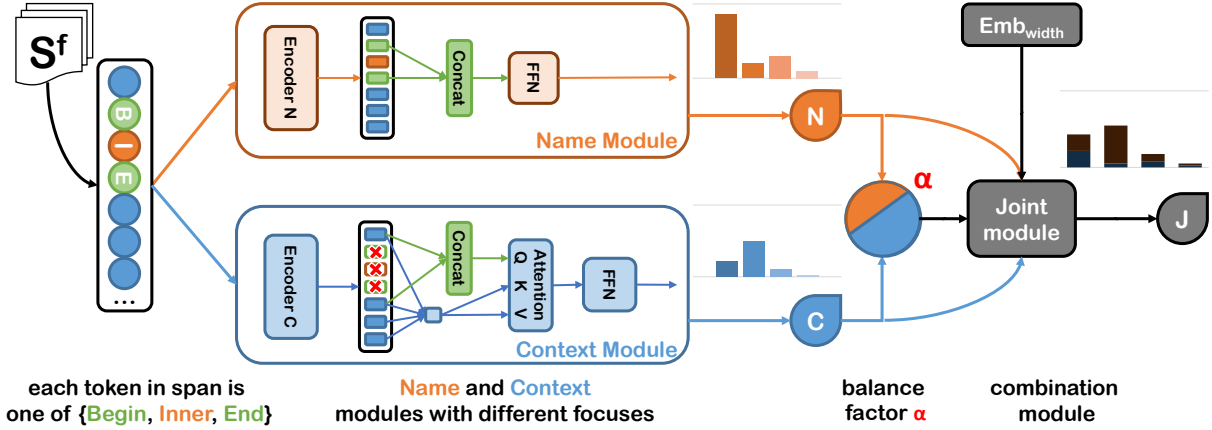 S^f
B
I
E
...
Encoder N
Concat
FFN
Name Module
Encoder C
Concat
Attention
Q K V
FFN
Context Module
N
C
α
Emb_width
Joint
module
J
each token in span is
one of {Begin, Inner, End}
Name and Context
modules with different focuses
balance
factor α
combination
module